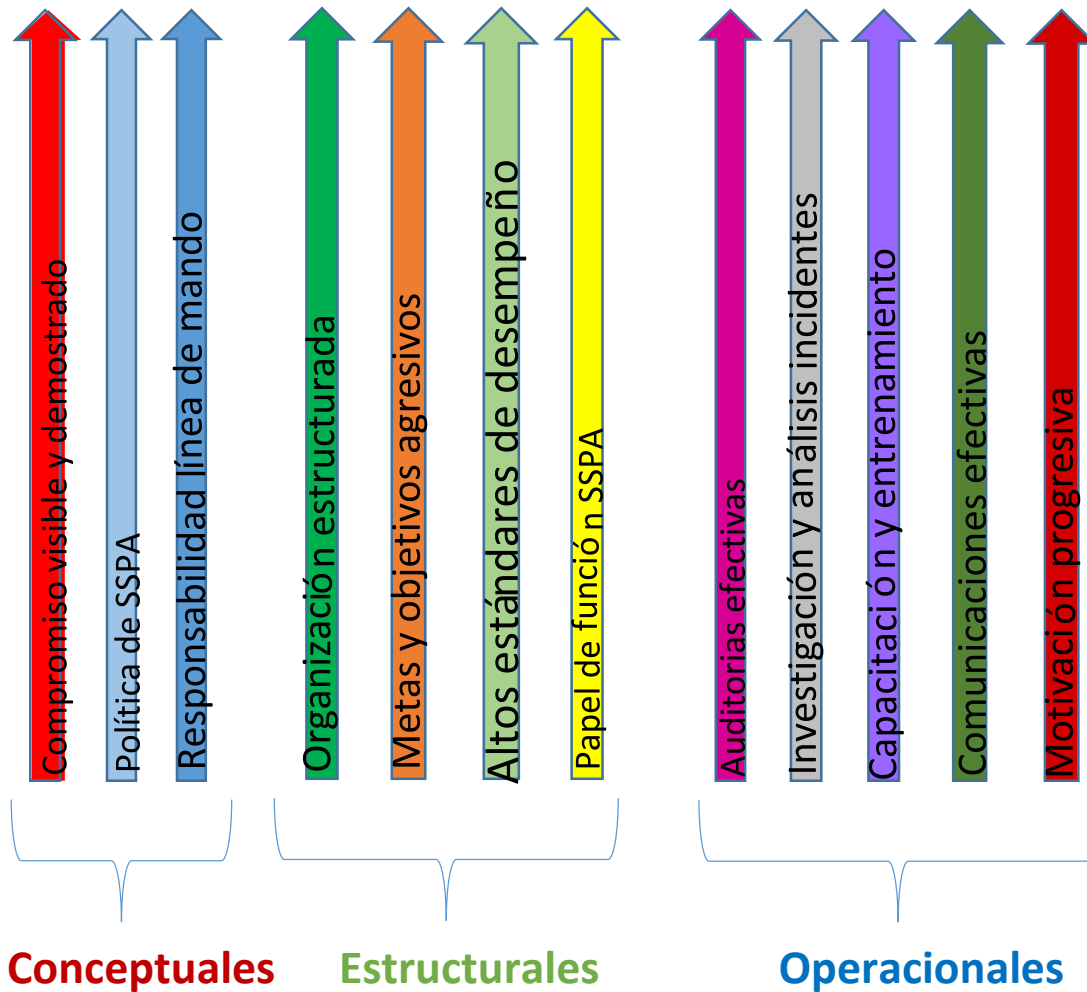 Compromiso visible y demostrado
Política de SSPA
Responsabilidad línea de mando
Organización estructurada
Metas y objetivos agresivos
Altos estándares de desempeño
Papel de función SSPA
Auditorias efectivas
Investigación y análisis incidentes
Capacitación y entrenamiento
Comunicaciones efectivas
Motivación progresiva
Conceptuales
Estructurales
Operacionales